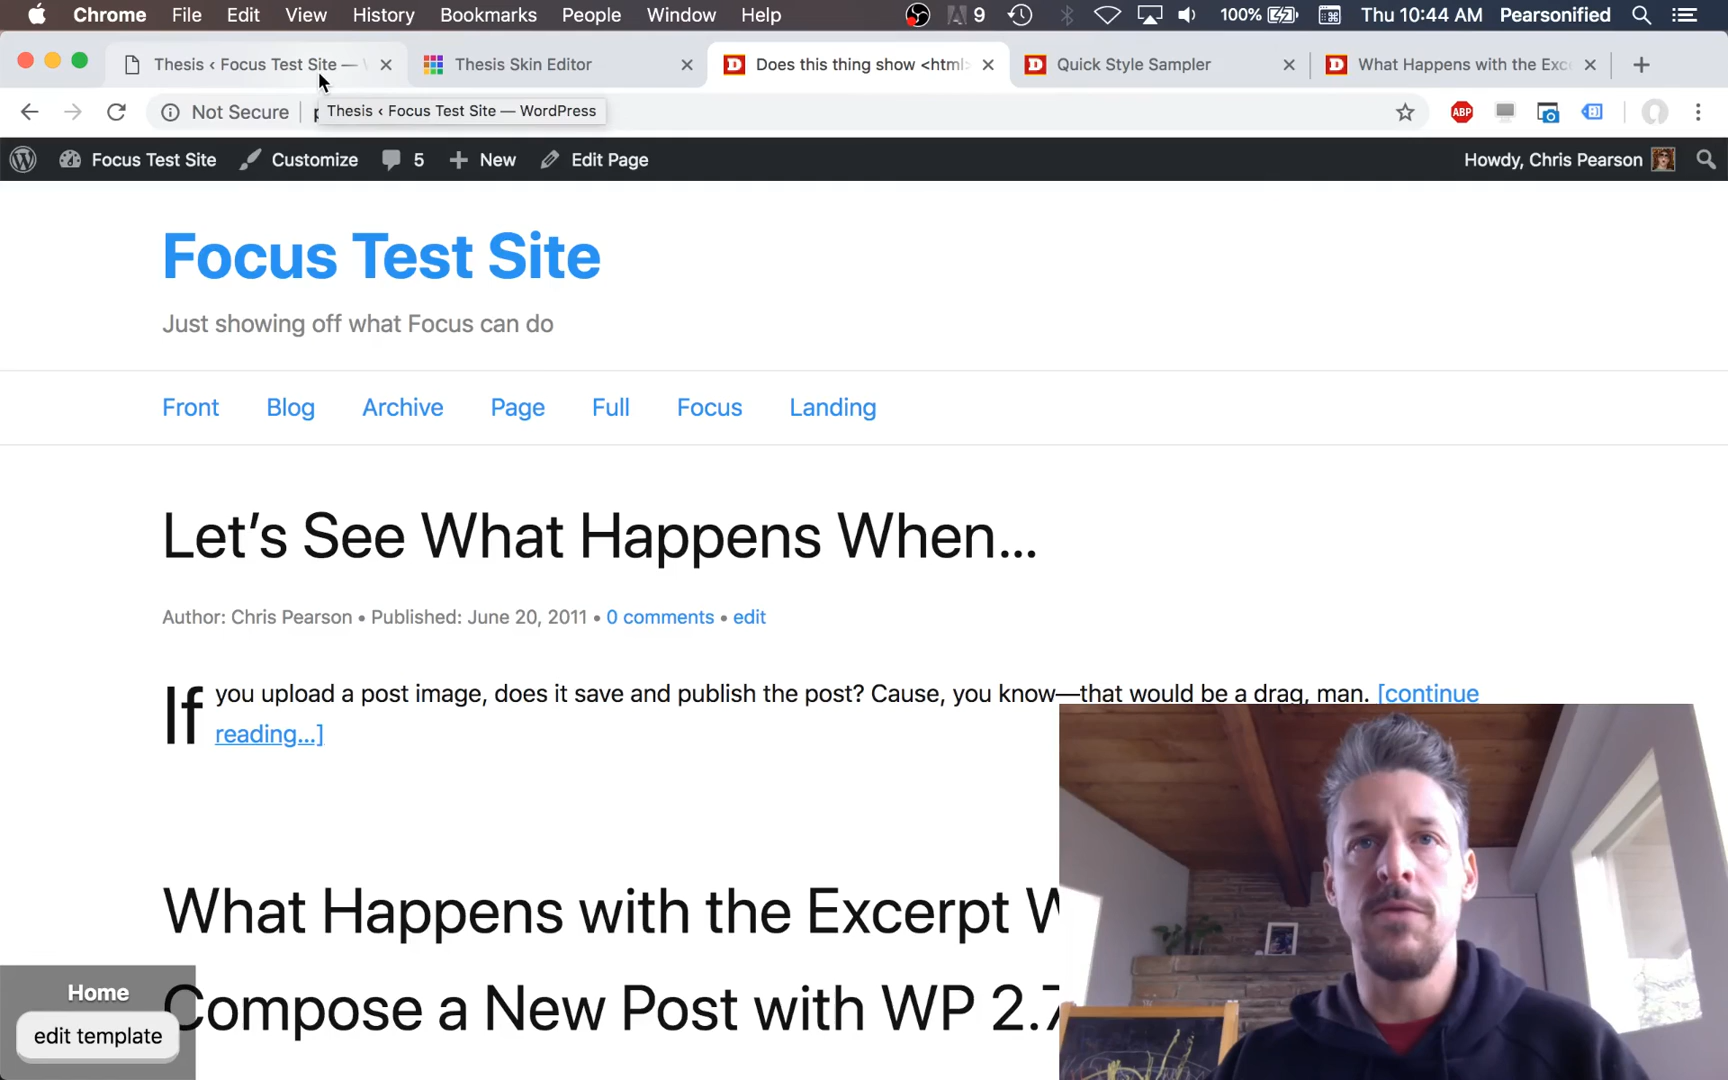 Chrome File Edit View History Bookmarks People Window Help 9 100% Thu 10:44 AM Pearsonified
Thesis ‹ Focus Test Site — Thesis Skin Editor Does this thing show <html> Quick Style Sampler What Happens with the Exc
Not Secure Thesis ‹ Focus Test Site — WordPress ABP
Focus Test Site Customize 5 New Edit Page Howdy, Chris Pearson
Focus Test Site
Just showing off what Focus can do
Front Blog Archive Page Full Focus Landing
Let’s See What Happens When…
Author: Chris Pearson • Published: June 20, 2011 • 0 comments • edit
If you upload a post image, does it save and publish the post? Cause, you know—that would be a drag, man. [continue
reading…]
What Happens with the Excerpt
Compose a New Post with WP 2.7
Home
edit template